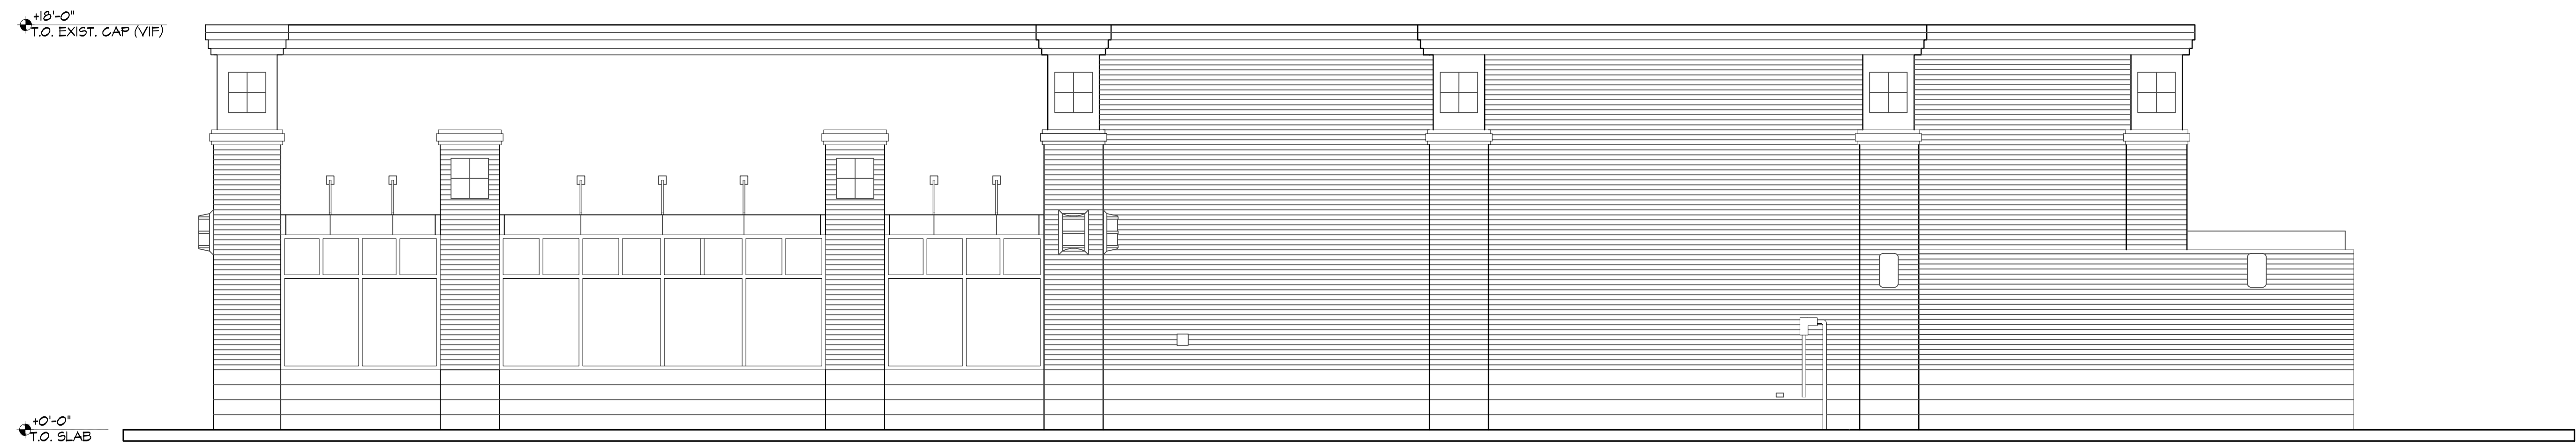 +18'-0"
T.O. EXIST. CAP (VIF)
+0'-0"
T.O. SLAB